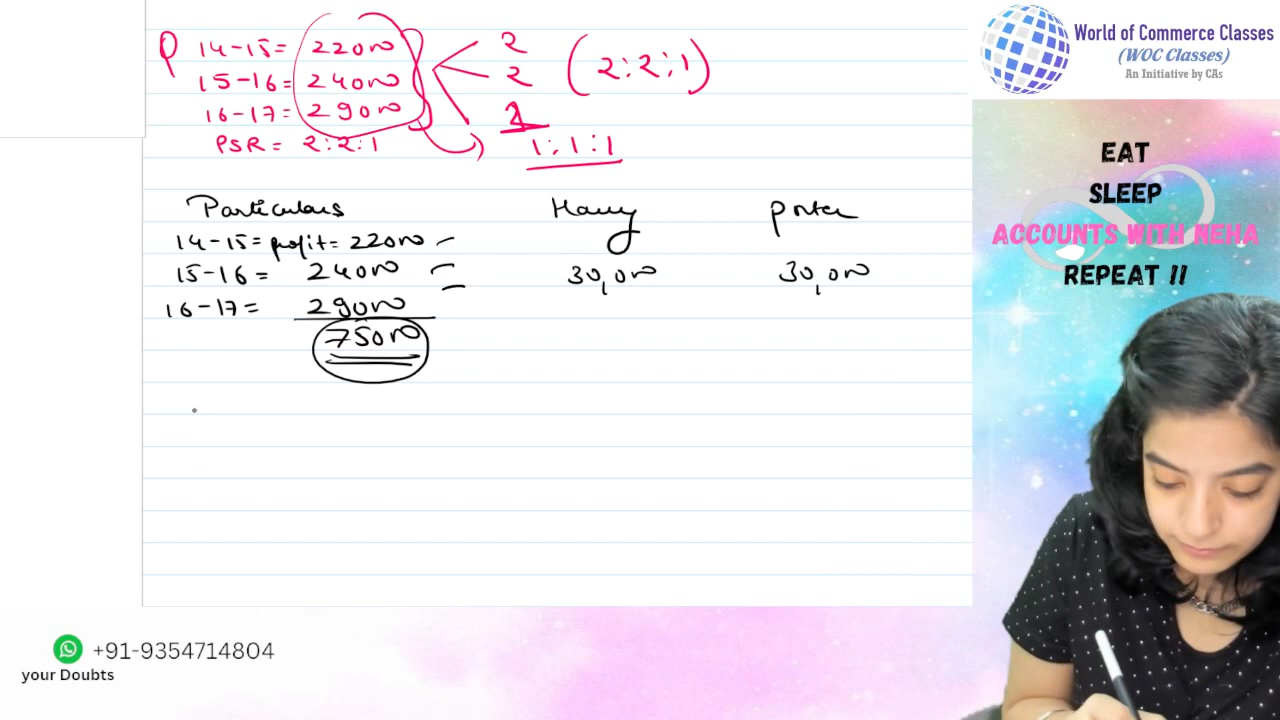 Q 14-15= 22000
15-16= 24000
16-17= 29000
PSR = 2:2:1
2
2
1
(2:2:1)
1:1:1
Particulars Harry Porter
14-15= profit= 22000
15-16 = 24000 30,000 30,000
16-17= 29000
75000
World of Commerce Classes
(WOC Classes)
An Initiative by CAs
EAT
SLEEP
ACCOUNTS WITH NEHA
REPEAT !!
+91-9354714804
your Doubts